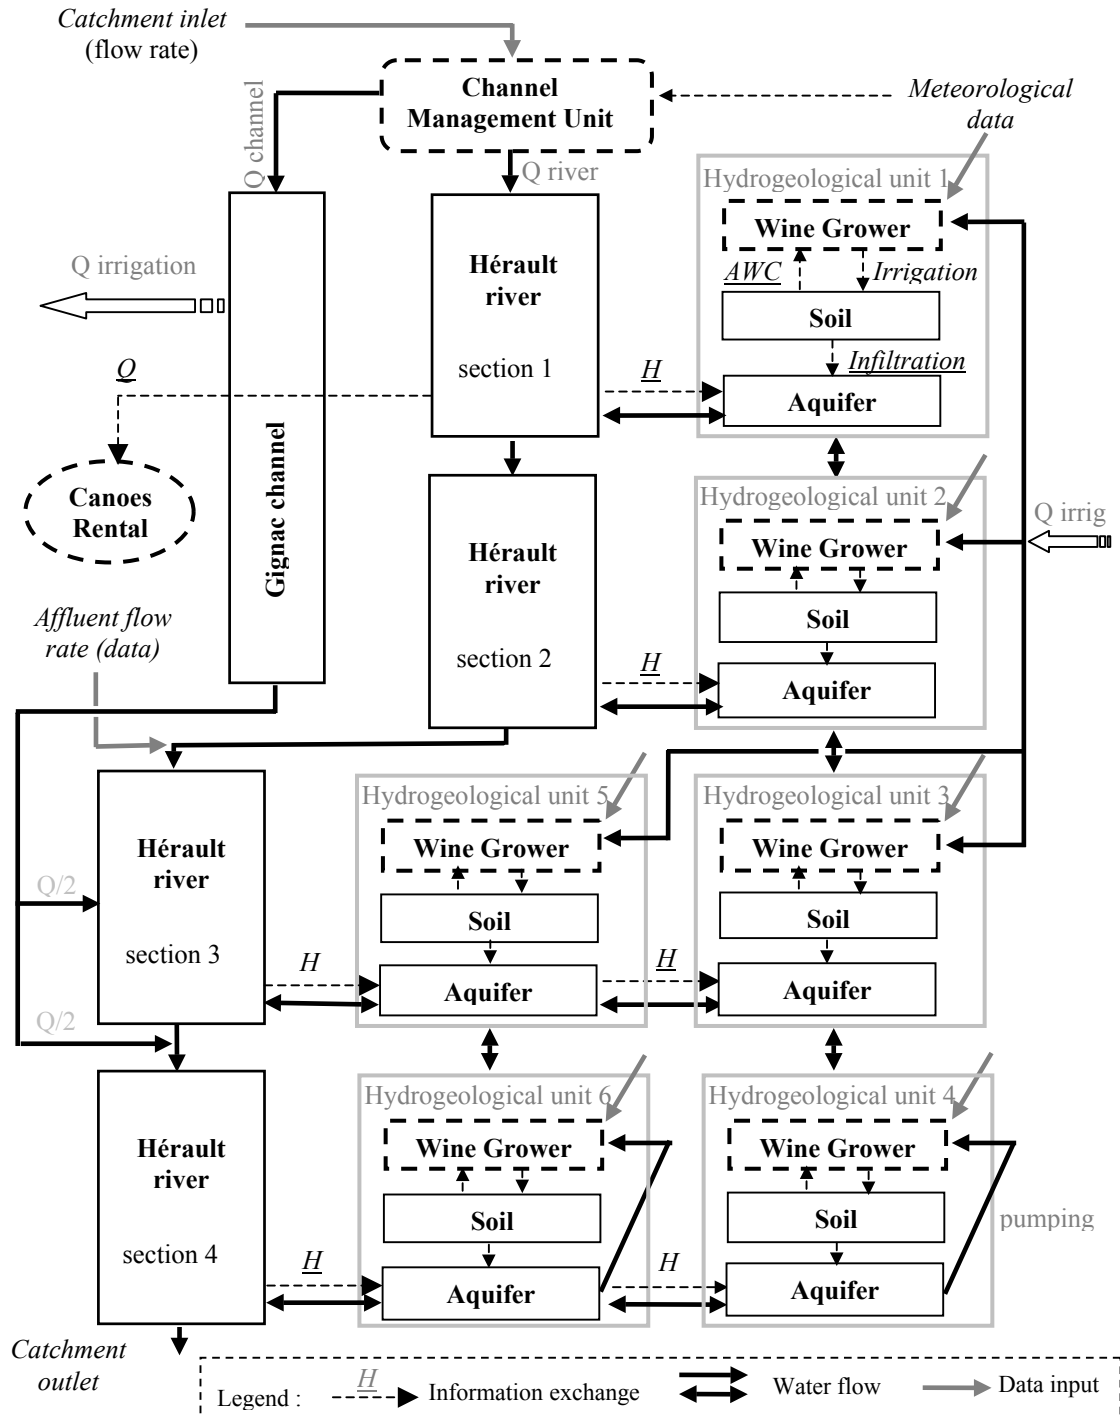 Catchment inlet
(flow rate)
Channel
Management Unit
Meteorological
data
Q channel
Q river
Hydrogeological unit 1
Wine Grower
AWC
Irrigation
Soil
Infiltration
Aquifer
Q irrigation
Hérault
river
section 1
H
Q
Gignac channel
Canoes
Rental
Hydrogeological unit 2
Wine Grower
Q irrig
Soil
Aquifer
Hérault
river
section 2
H
Affluent flow
rate (data)
Hydrogeological unit 5
Wine Grower
Soil
Aquifer
Hydrogeological unit 3
Wine Grower
Soil
Aquifer
Hérault
river
section 3
Q/2
H
H
Q/2
Hydrogeological unit 6
Wine Grower
Soil
Aquifer
Hydrogeological unit 4
Wine Grower
Soil
Aquifer
pumping
Hérault
river
section 4
H
H
Catchment
outlet
Legend :
H
Information exchange
Water flow
Data input